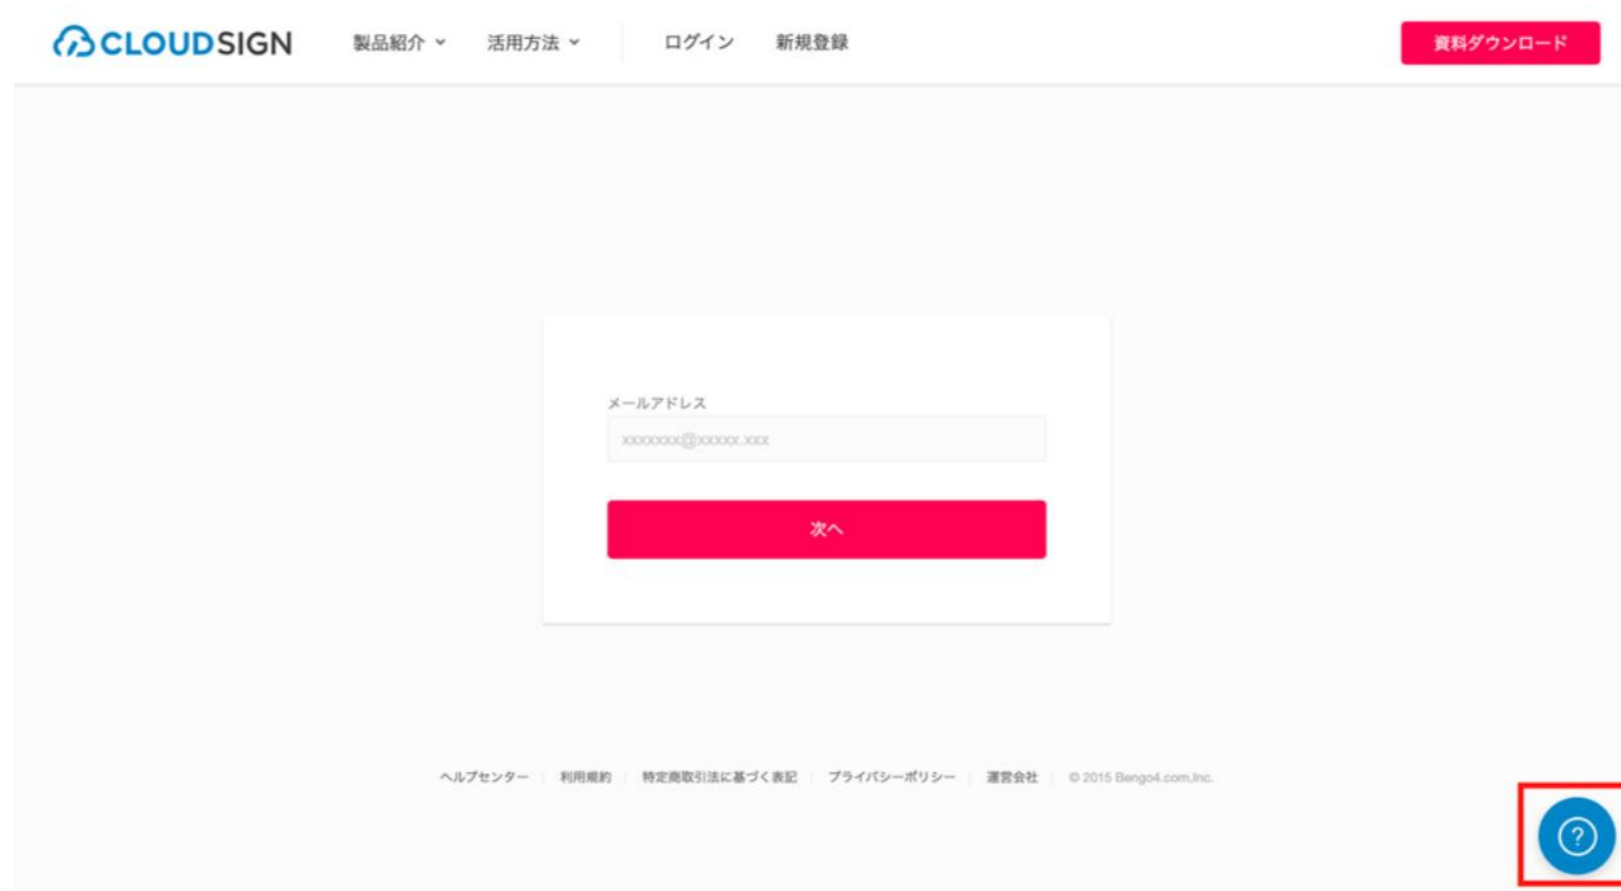 CLOUDSIGN 製品紹介 活用方法 ログイン 新規登録 資料ダウンロード
メールアドレス
xxxxxxx@xxxxx.xxx
次へ
ヘルプセンター 利用規約 特定商取引法に基づく表記 プライバシーポリシー 運営会社 © 2015 Bengo4.com,Inc.
?